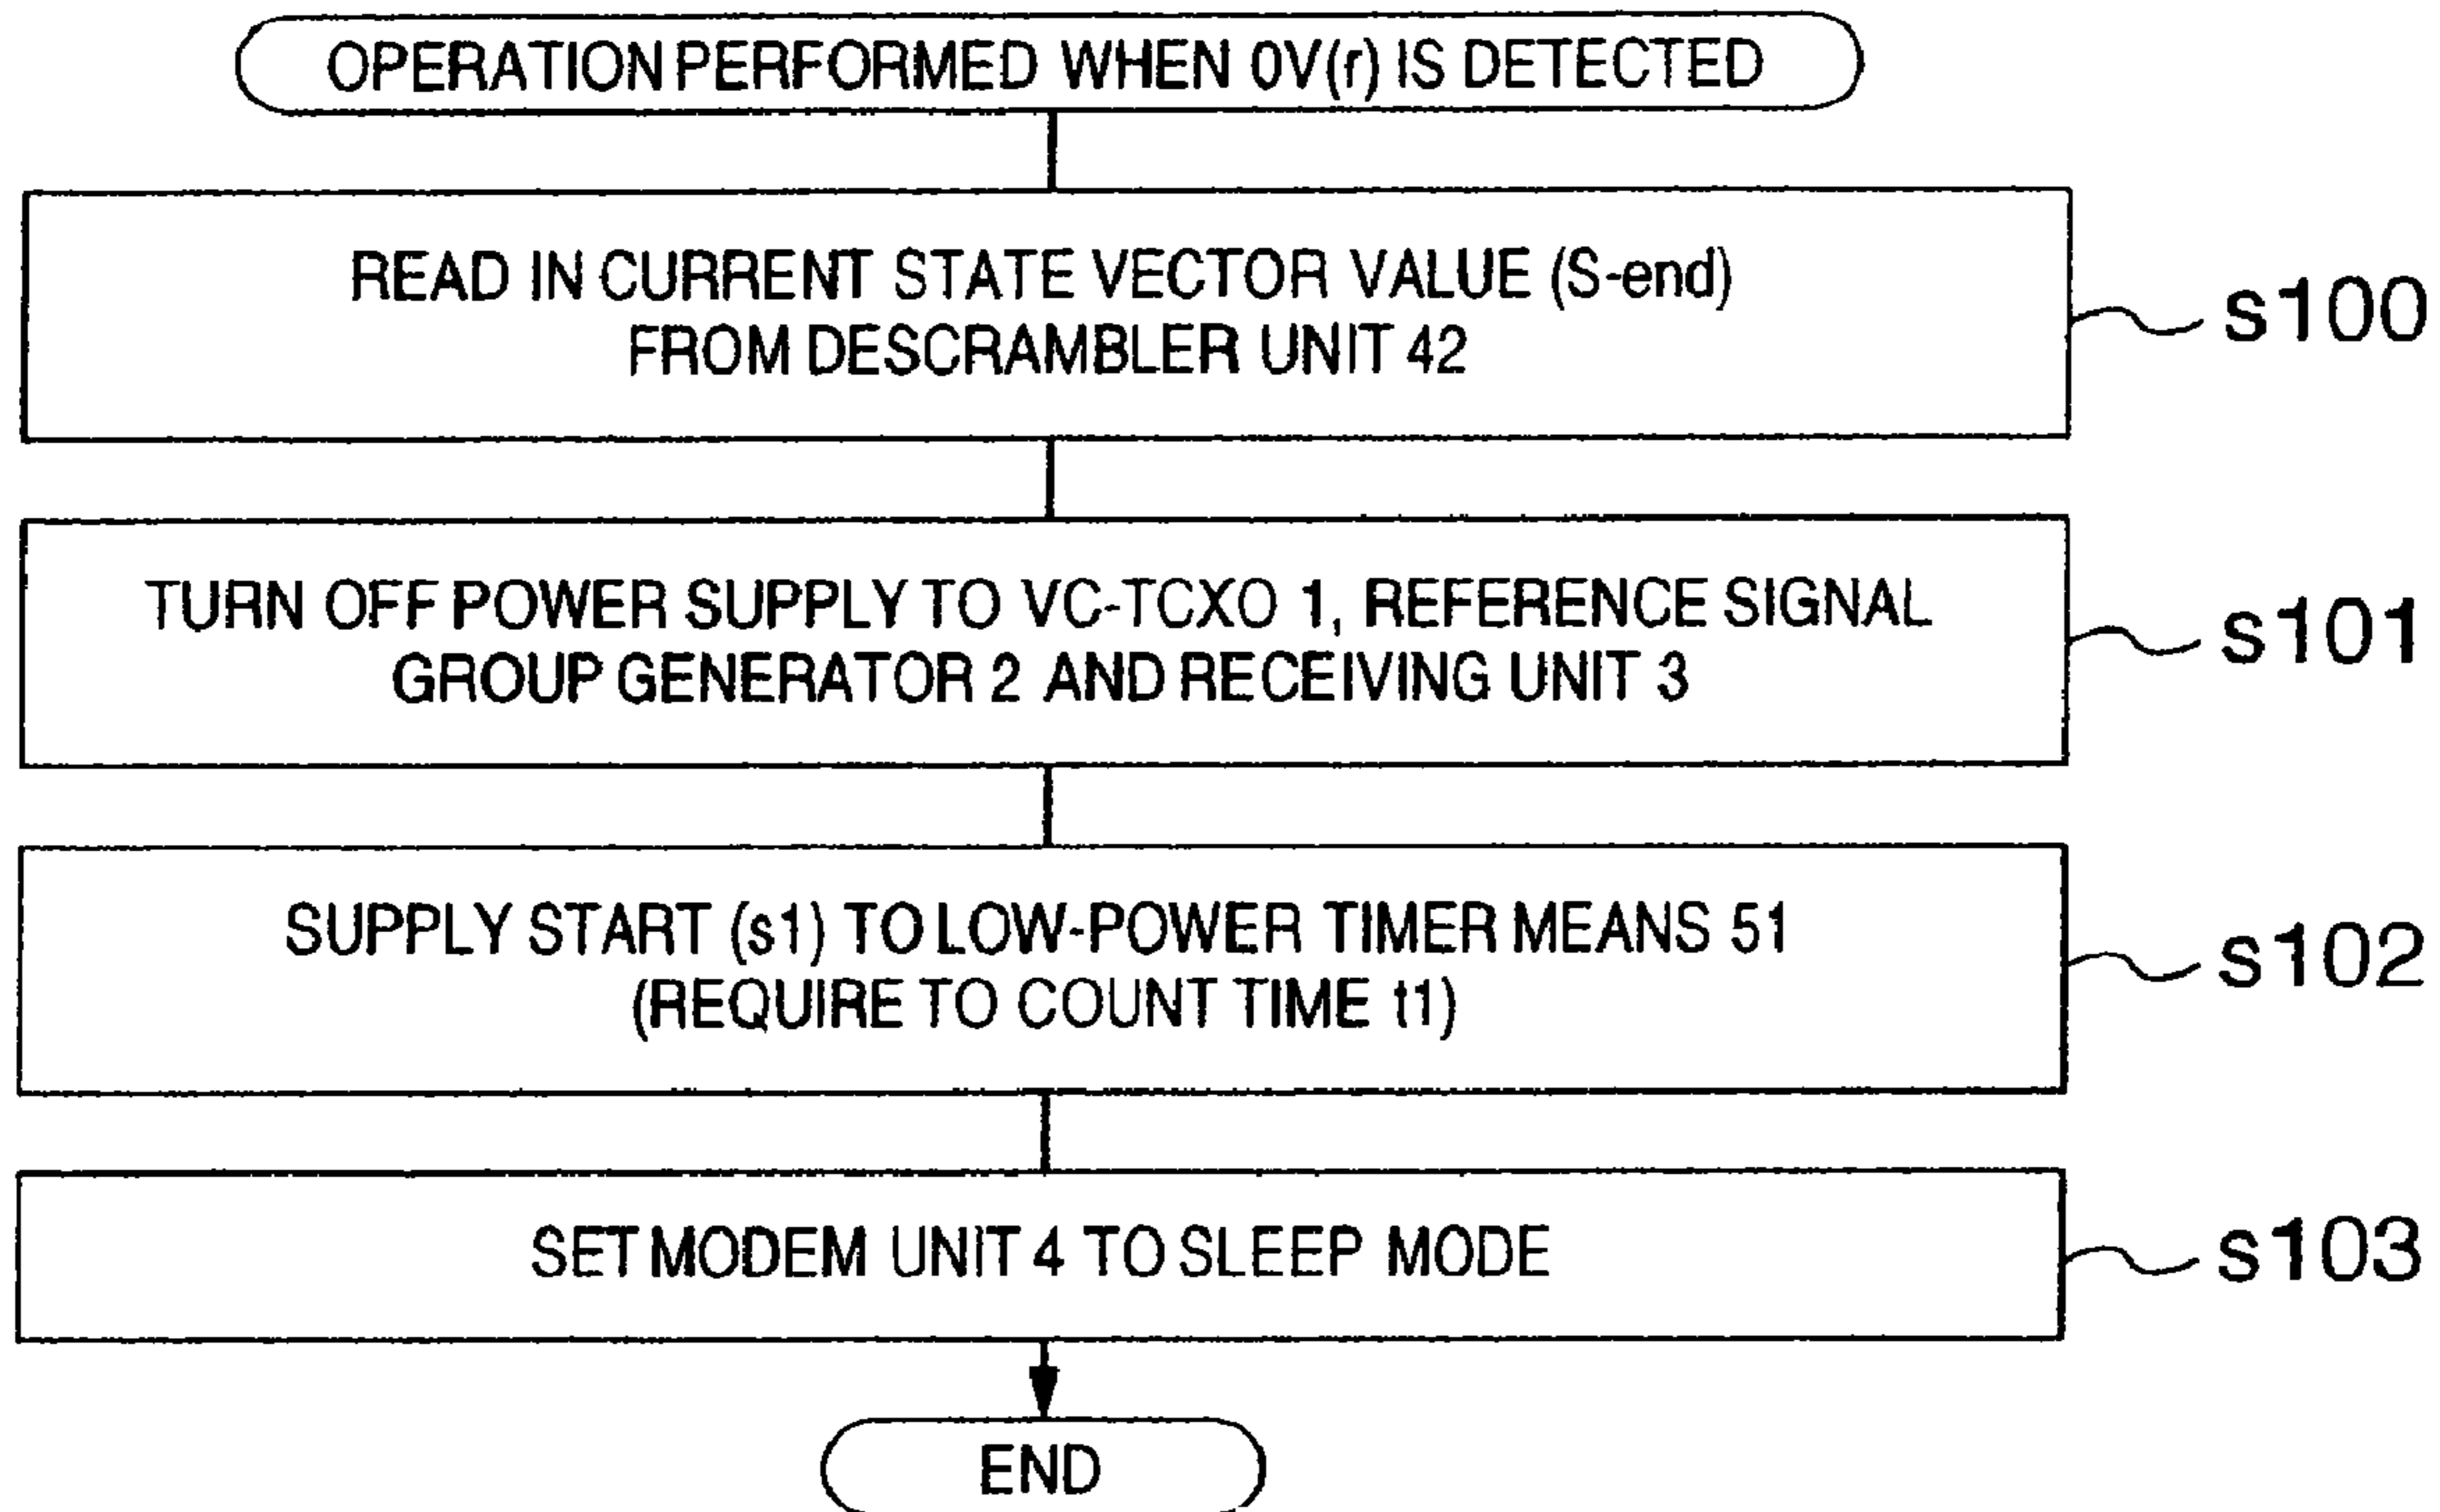 OPERATION PERFORMED WHEN 0V(r) IS DETECTED
READ IN CURRENT STATE VECTOR VALUE (S-end)
FROM DESCRAMBLER UNIT 42
s100
TURN OFF POWER SUPPLY TO VC-TCXO 1, REFERENCE SIGNAL
GROUP GENERATOR 2 AND RECEIVING UNIT 3
s101
SUPPLY START (s1) TO LOW-POWER TIMER MEANS 51
(REQUIRE TO COUNT TIME t1)
s102
SET MODEM UNIT 4 TO SLEEP MODE
s103
END